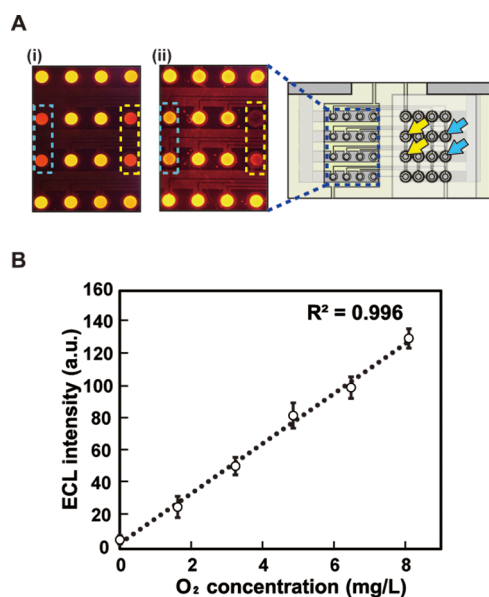 A
(i)
(ii)
B
R² = 0.996
ECL intensity (a.u.)
160
140
120
100
80
60
40
20
0
0 2 4 6 8
O₂ concentration (mg/L)